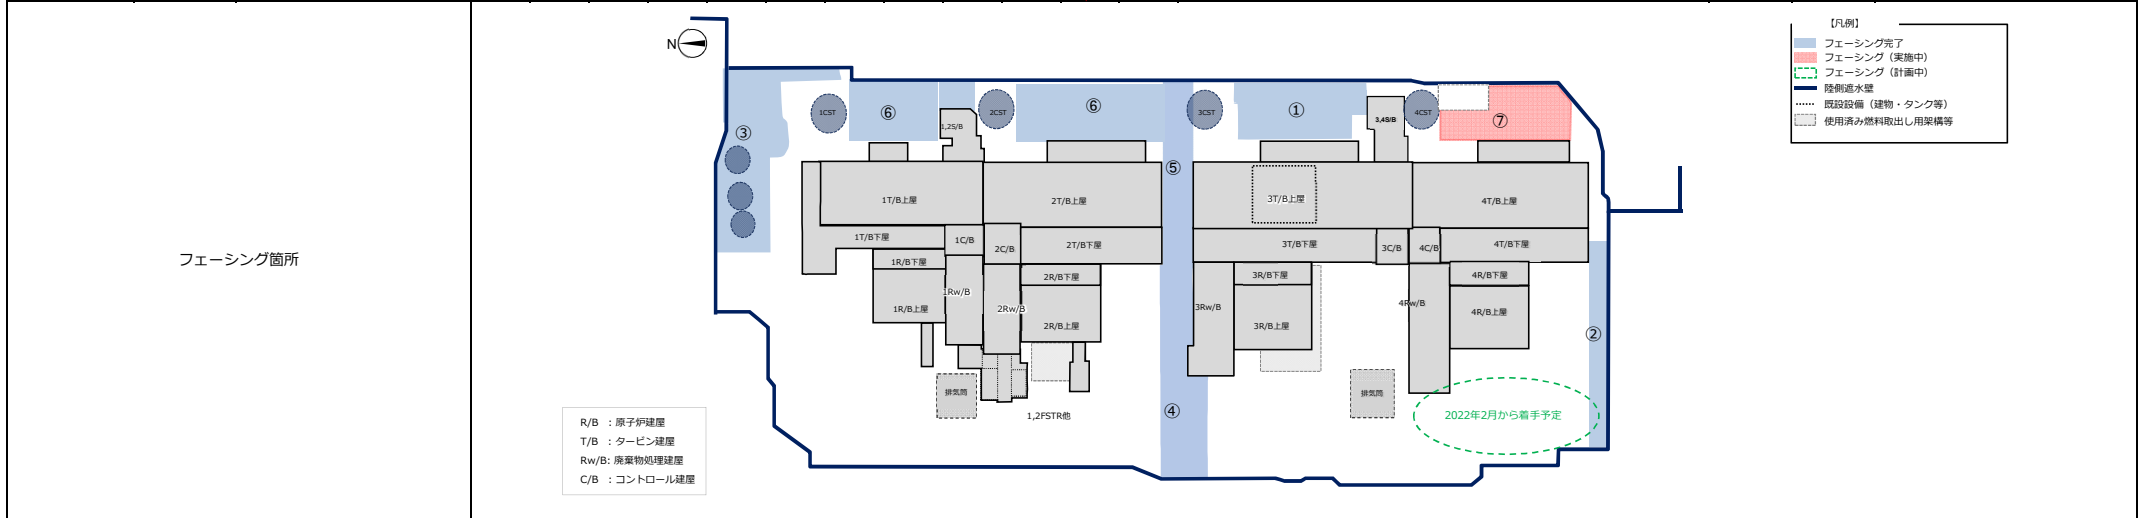 フェーシング箇所
N
【凡例】
フェーシング完了
フェーシング（実施中）
フェーシング（計画中）
陸側遮水壁
既設設備（建物・タンク等）
使用済み燃料取出し用架構等
1CST
⑥
1,2S/B
2CST
⑥
3CST
①
3,4S/B
4CST
⑦
③
⑤
1T/B上屋
2T/B上屋
3T/B上屋
4T/B上屋
1T/B下屋
1C/B
2C/B
2T/B下屋
3T/B下屋
3C/B
4C/B
4T/B下屋
1R/B下屋
2R/B下屋
3R/B下屋
4R/B下屋
1Rw/B
1R/B上屋
2Rw/B
2R/B上屋
3Rw/B
3R/B上屋
4Rw/B
4R/B上屋
②
排気筒
1,2FSTR他
④
排気筒
2022年2月から着手予定
R/B ：原子炉建屋
T/B ：タービン建屋
Rw/B：廃棄物処理建屋
C/B ：コントロール建屋